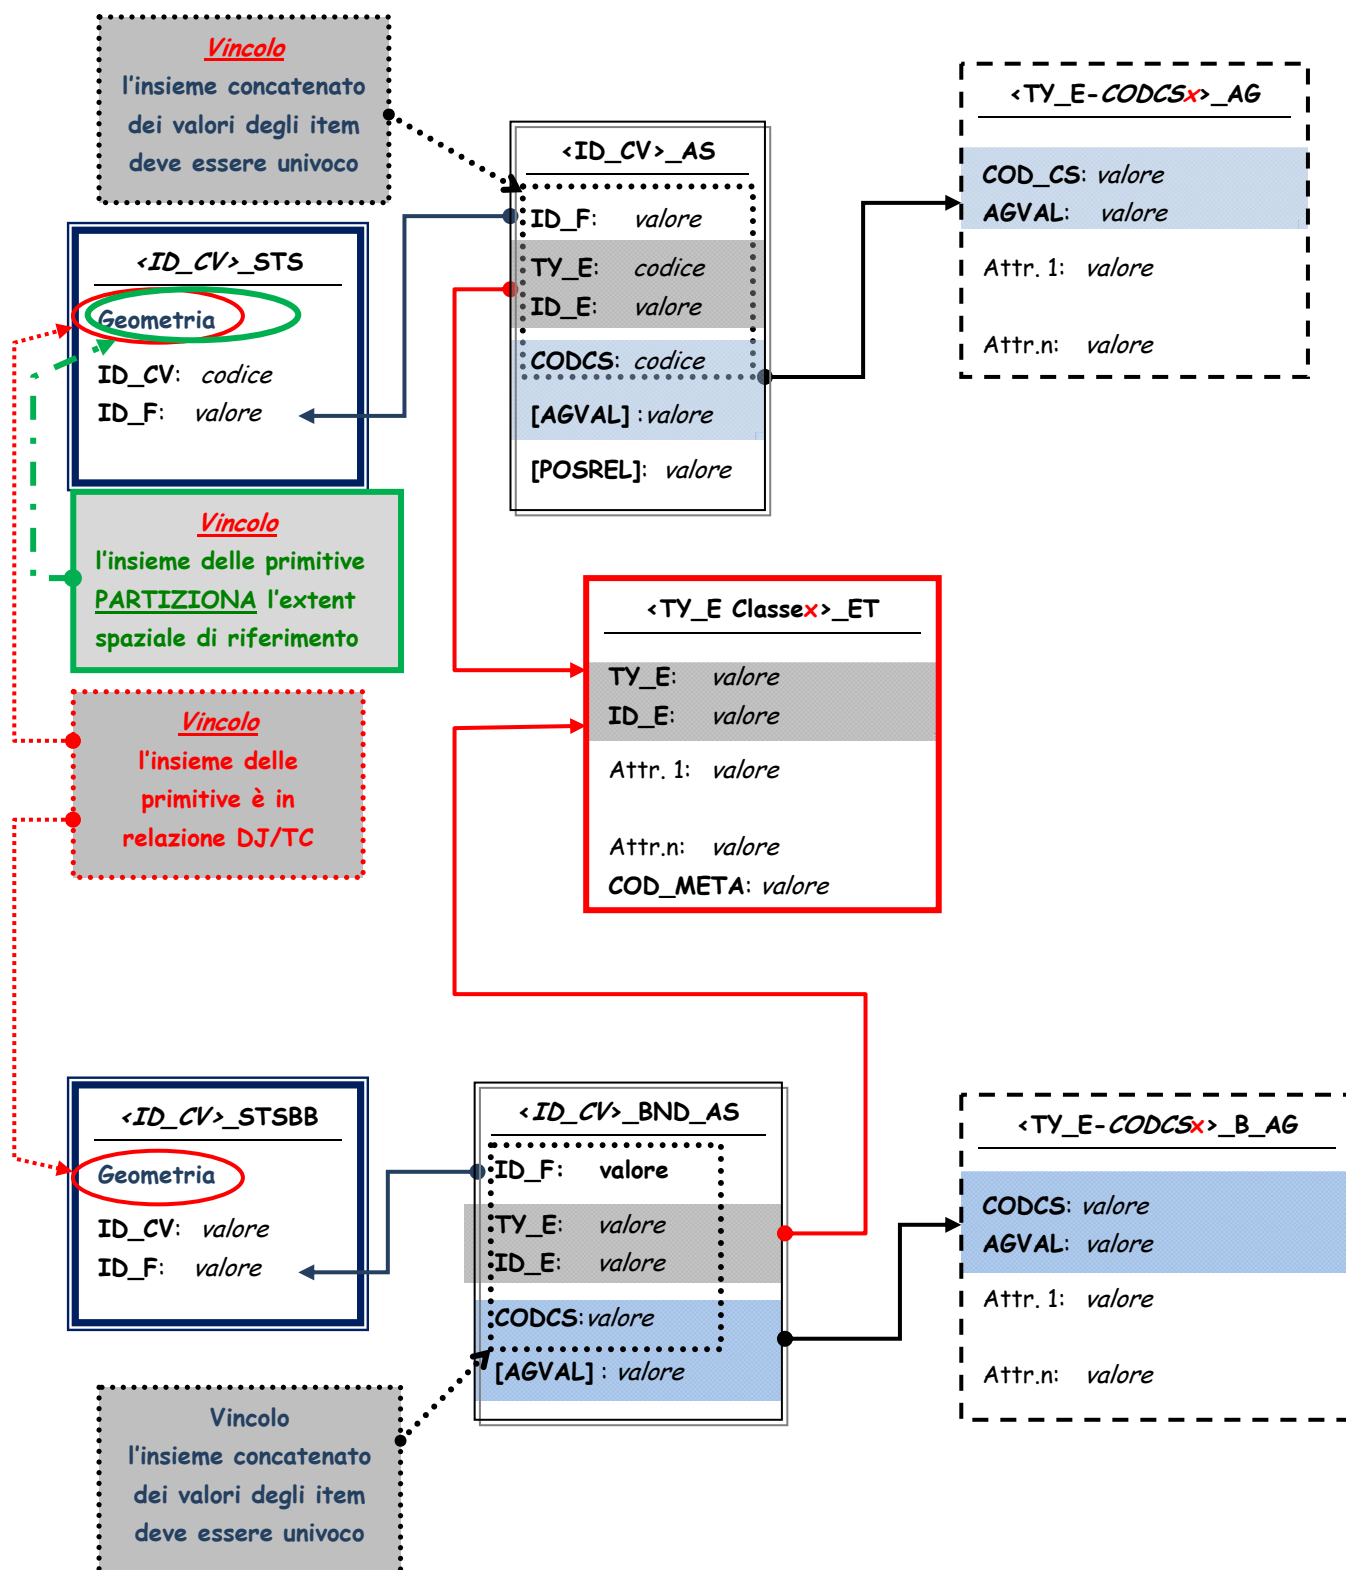 Vincolo
l'insieme concatenato
dei valori degli item
deve essere univoco
<ID_CV>_STS
Geometria
ID_CV: codice
ID_F: valore
Vincolo
l'insieme delle primitive
PARTIZIONA l'extent
spaziale di riferimento
Vincolo
l'insieme delle
primitive è in
relazione DJ/TC
<ID_CV>_AS
ID_F: valore
TY_E: codice
ID_E: valore
CODCS: codice
[AGVAL] :valore
[POSREL]: valore
<TY_E-CODCSx>_AG
COD_CS: valore
AGVAL: valore
Attr. 1: valore
Attr.n: valore
<TY_E Classex>_ET
TY_E: valore
ID_E: valore
Attr. 1: valore
Attr.n: valore
COD_META: valore
<ID_CV>_STSBB
Geometria
ID_CV: valore
ID_F: valore
<ID_CV>_BND_AS
ID_F: valore
TY_E: valore
ID_E: valore
CODCS:valore
[AGVAL] : valore
<TY_E-CODCSx>_B_AG
CODCS: valore
AGVAL: valore
Attr. 1: valore
Attr.n: valore
Vincolo
l'insieme concatenato
dei valori degli item
deve essere univoco